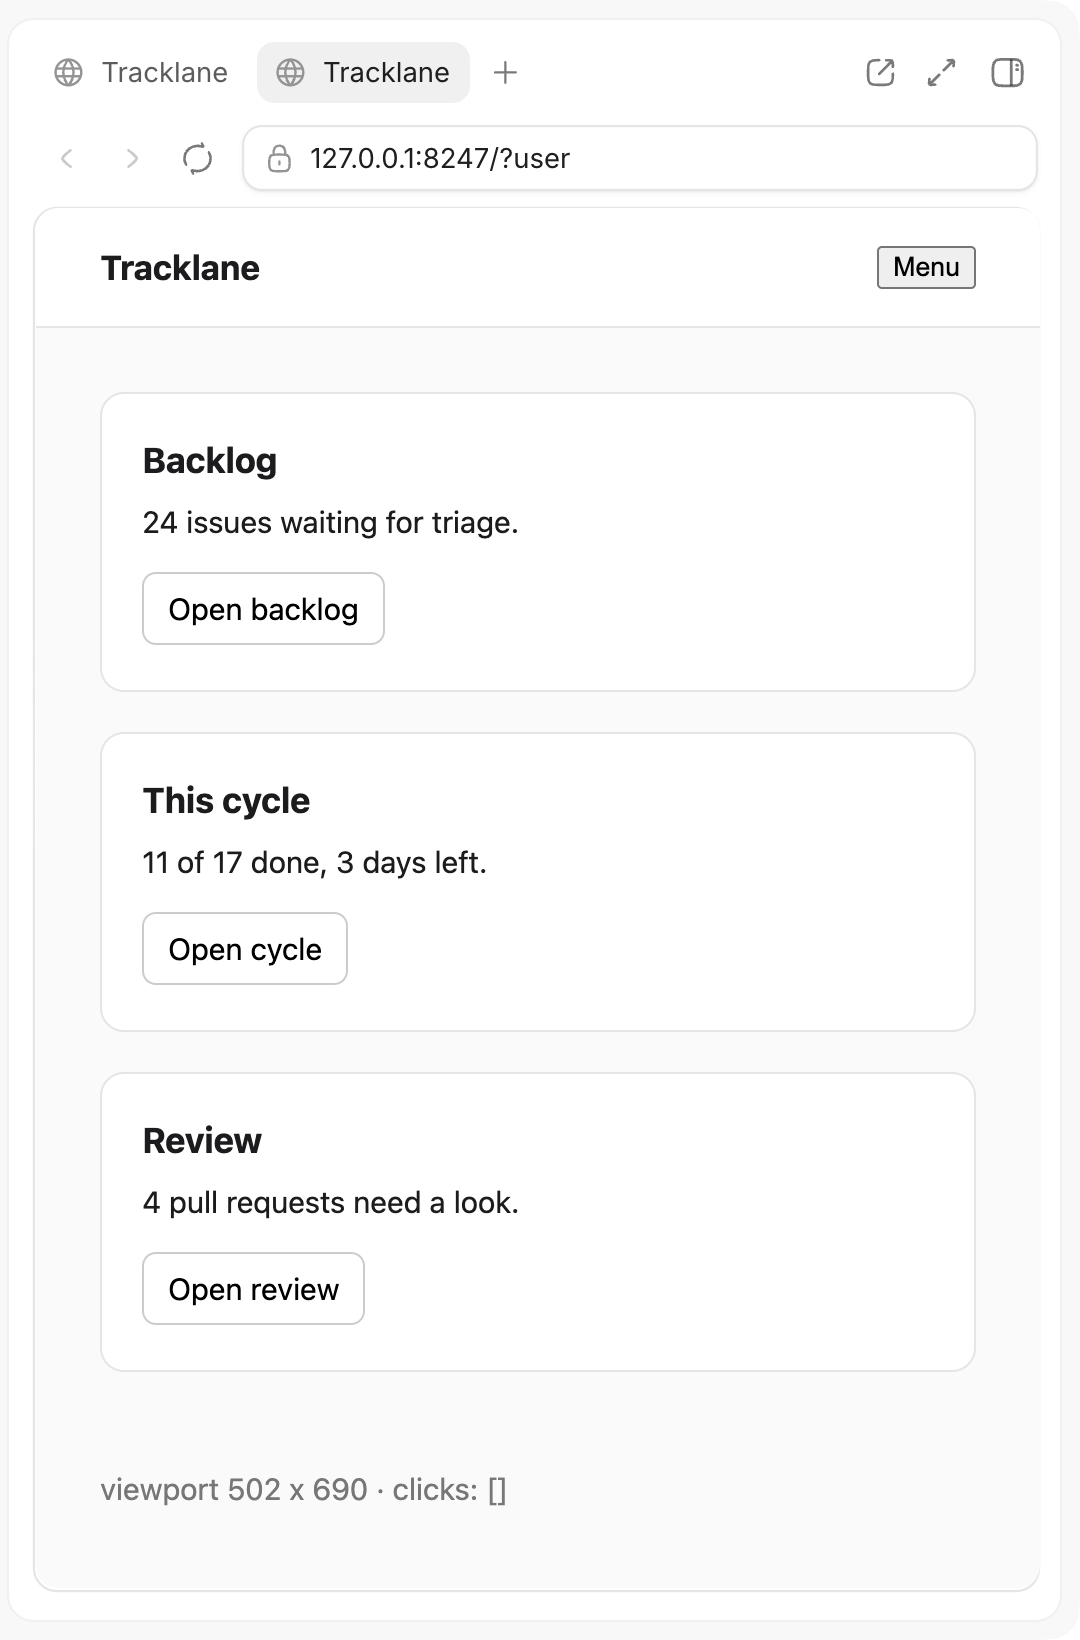 Tracklane
Tracklane
127.0.0.1:8247/?user
Tracklane
Menu
Backlog
24 issues waiting for triage.
Open backlog
This cycle
11 of 17 done, 3 days left.
Open cycle
Review
4 pull requests need a look.
Open review
viewport 502 x 690 · clicks: []